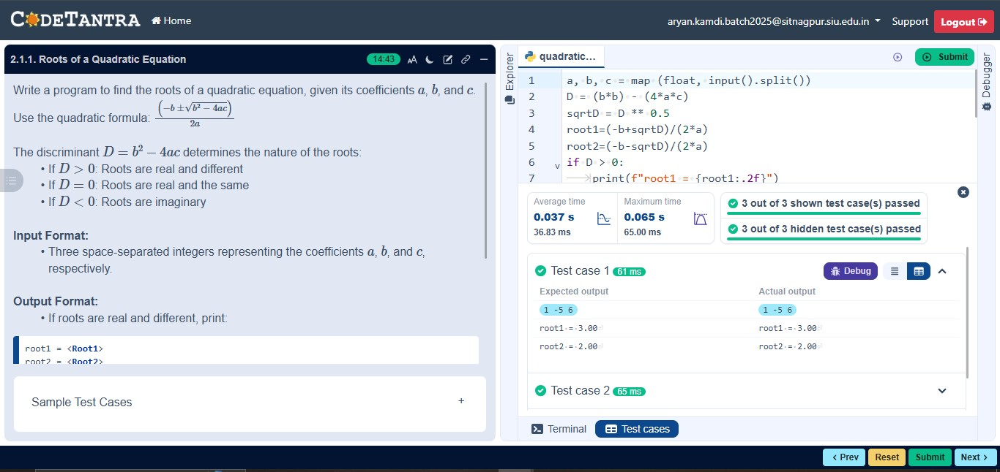 CODETANTRA Home aryan.kamdi.batch2025@sitnagpur.siu.edu.in Support Logout
2.1.1. Roots of a Quadratic Equation 14:43 AA
Write a program to find the roots of a quadratic equation, given its coefficients a, b, and c.
Use the quadratic formula: (−b ± √b² − 4ac) / 2a
The discriminant D = b² − 4ac determines the nature of the roots:
• If D > 0: Roots are real and different
• If D = 0: Roots are real and the same
• If D < 0: Roots are imaginary
Input Format:
• Three space-separated integers representing the coefficients a, b, and c,
respectively.
Output Format:
• If roots are real and different, print:
root1 = <Root1>
root2 = <Root2>
Sample Test Cases +
Explorer
quadratic...
Submit
Debugger
1 a, b, c = map (float, input().split())
2 D = (b*b) - (4*a*c)
3 sqrtD = D ** 0.5
4 root1=(-b+sqrtD)/(2*a)
5 root2=(-b-sqrtD)/(2*a)
6 if D > 0:
7 print(f"root1 = {root1:.2f}")
Average time
0.037 s
36.83 ms
Maximum time
0.065 s
65.00 ms
3 out of 3 shown test case(s) passed
3 out of 3 hidden test case(s) passed
Test case 1 61 ms Debug
Expected output Actual output
1 -5 6 1 -5 6
root1 = 3.00 root1 = 3.00
root2 = 2.00 root2 = 2.00
Test case 2 65 ms
Terminal Test cases
< Prev Reset Submit Next >